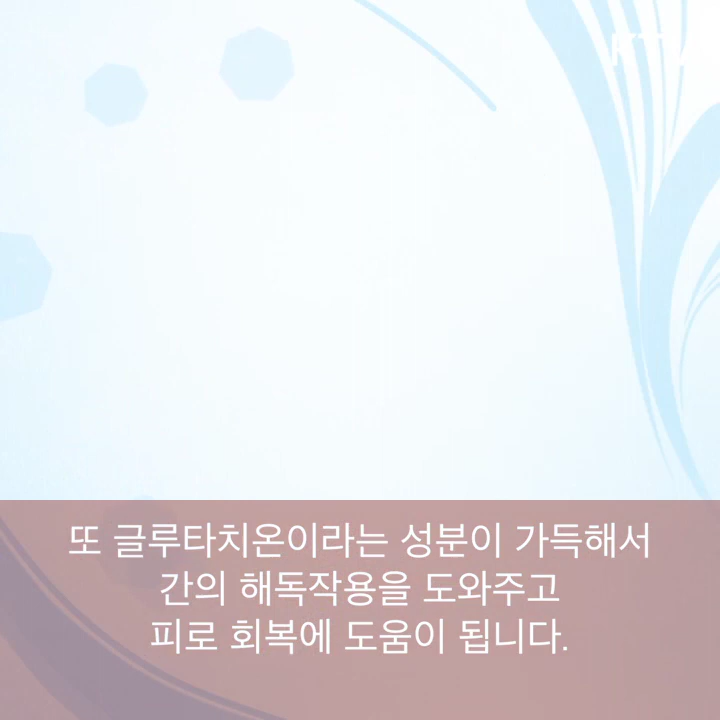 또 글루타치온이라는 성분이 가득해서
간의 해독작용을 도와주고
피로 회복에 도움이 됩니다.